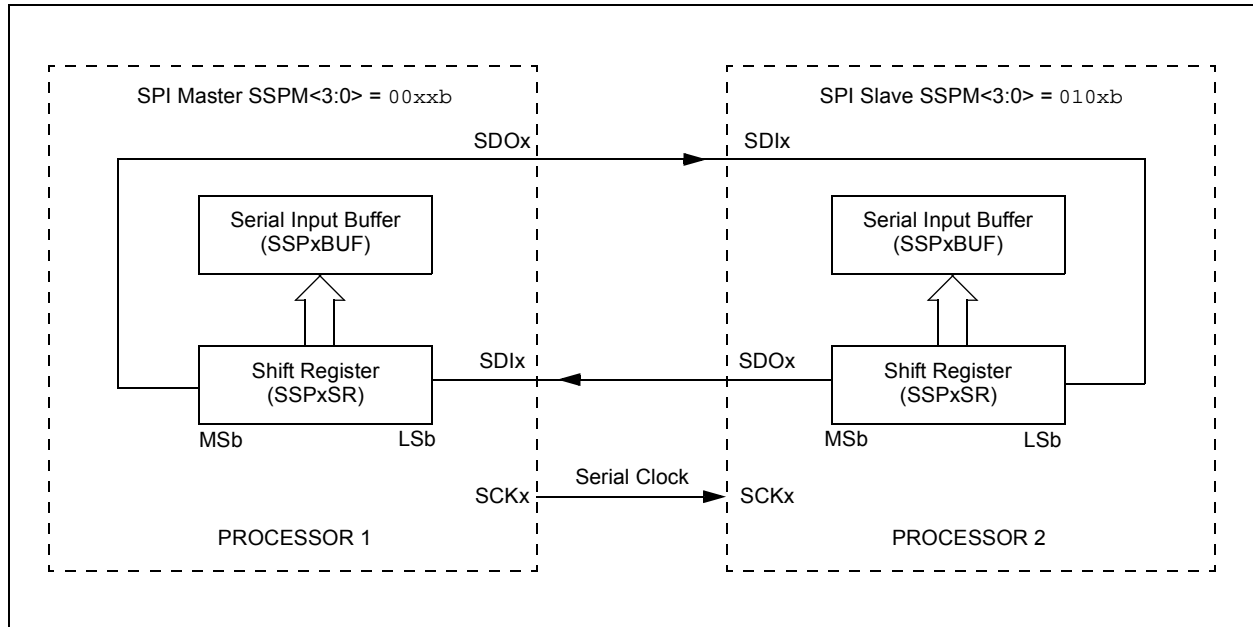 SPI Master SSPM<3:0> = 00xxb
SPI Slave SSPM<3:0> = 010xb
SDOx
SDIx
Serial Input Buffer
(SSPxBUF)
Serial Input Buffer
(SSPxBUF)
Shift Register
(SSPxSR)
SDIx
SDOx
Shift Register
(SSPxSR)
MSb
LSb
MSb
LSb
Serial Clock
SCKx
SCKx
PROCESSOR 1
PROCESSOR 2